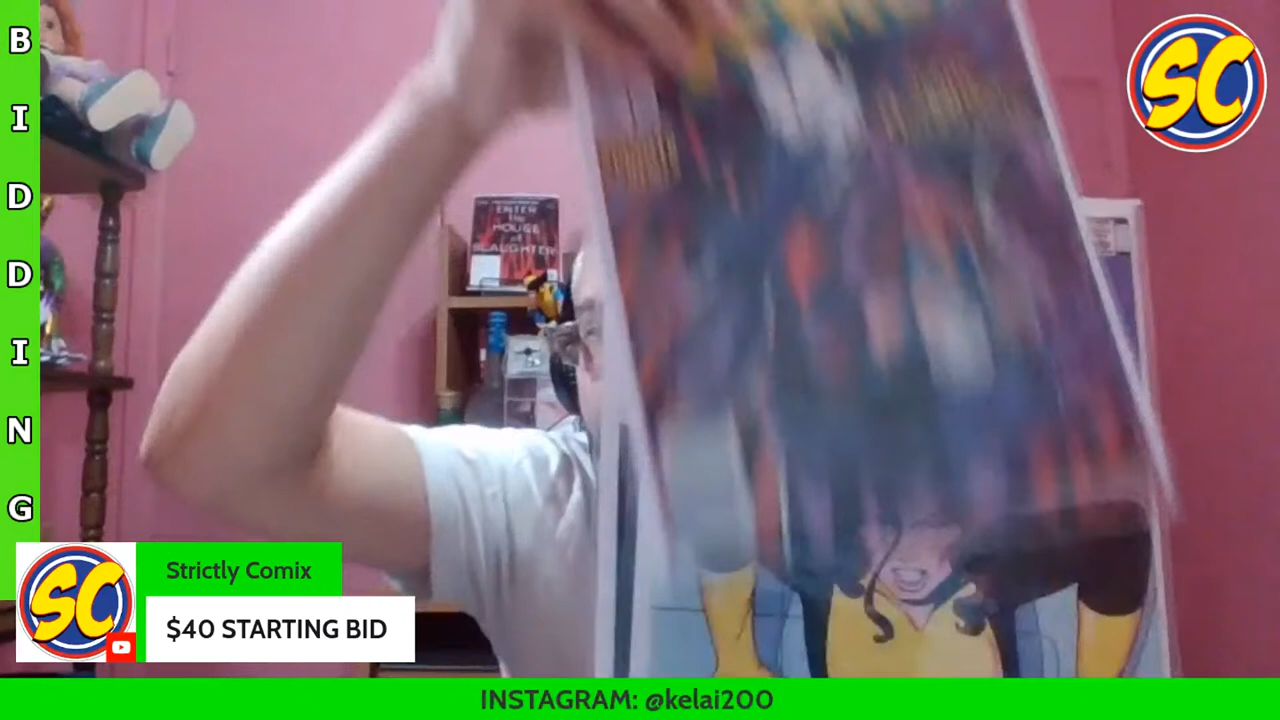 BIDDING
SC
ENTER
the
HOUSE
of
SLAUGHTER
SC
Strictly Comix
$40 STARTING BID
INSTAGRAM: @kelai200